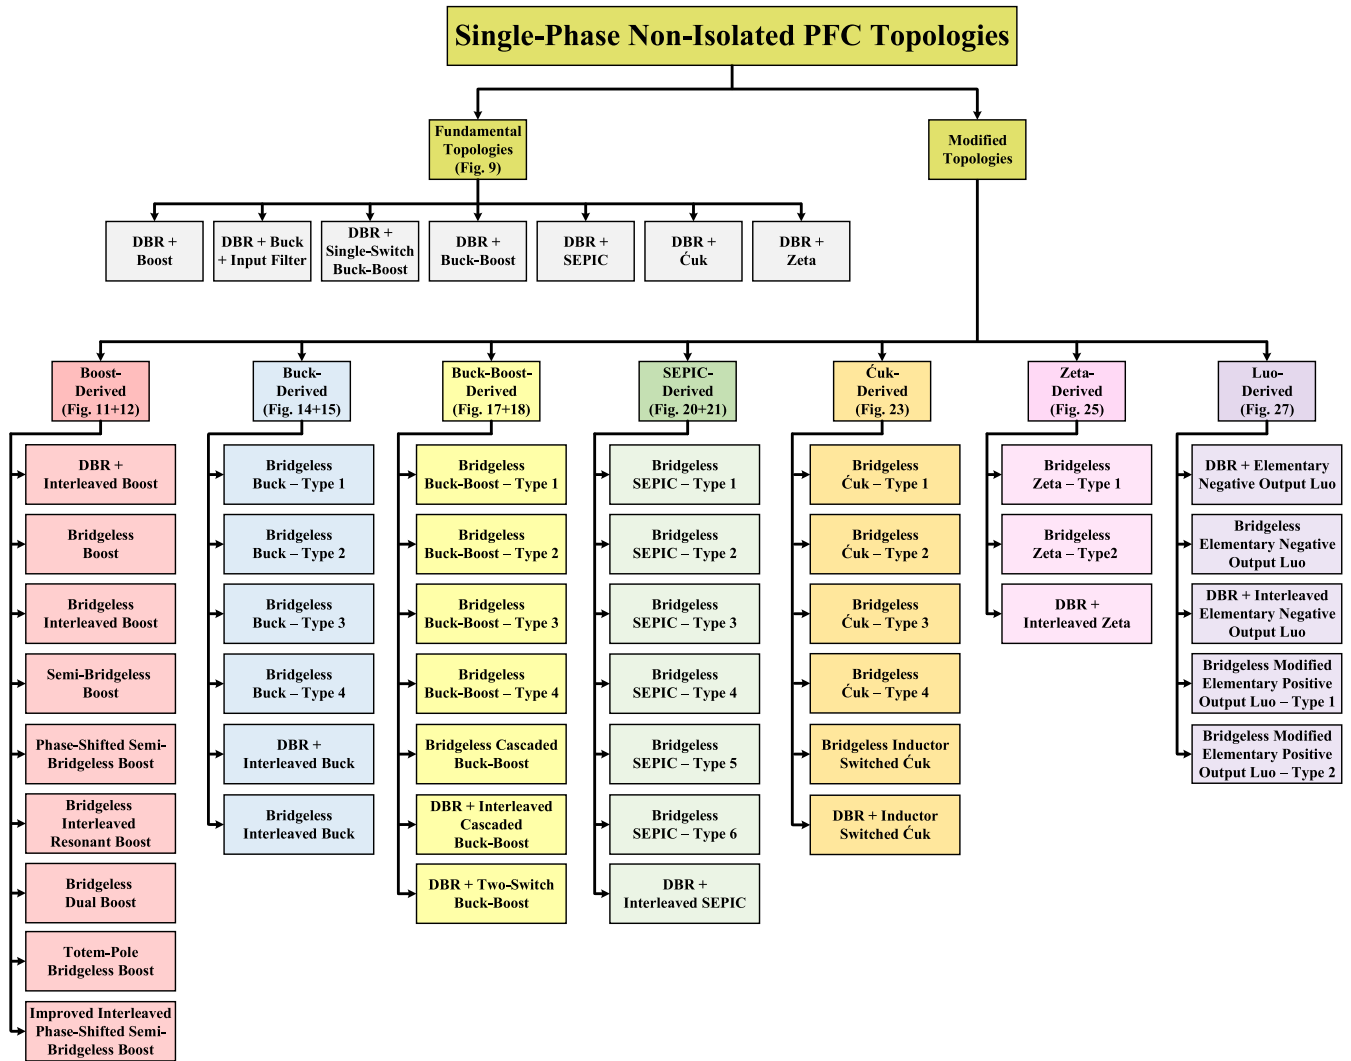 Single-Phase Non-Isolated PFC Topologies
Fundamental
Topologies
(Fig. 9)
Modified
Topologies
DBR +
Boost
DBR + Buck
+ Input Filter
DBR +
Single-Switch
Buck-Boost
DBR +
Buck-Boost
DBR +
SEPIC
DBR +
Ćuk
DBR +
Zeta
Boost-
Derived
(Fig. 11+12)
DBR +
Interleaved Boost
Bridgeless
Boost
Bridgeless
Interleaved Boost
Semi-Bridgeless
Boost
Phase-Shifted Semi-
Bridgeless Boost
Bridgeless
Interleaved
Resonant Boost
Bridgeless
Dual Boost
Totem-Pole
Bridgeless Boost
Improved Interleaved
Phase-Shifted Semi-
Bridgeless Boost
Buck-
Derived
(Fig. 14+15)
Bridgeless
Buck – Type 1
Bridgeless
Buck – Type 2
Bridgeless
Buck – Type 3
Bridgeless
Buck – Type 4
DBR +
Interleaved Buck
Bridgeless
Interleaved Buck
Buck-Boost-
Derived
(Fig. 17+18)
Bridgeless
Buck-Boost – Type 1
Bridgeless
Buck-Boost – Type 2
Bridgeless
Buck-Boost – Type 3
Bridgeless
Buck-Boost – Type 4
Bridgeless Cascaded
Buck-Boost
DBR + Interleaved
Cascaded
Buck-Boost
DBR + Two-Switch
Buck-Boost
SEPIC-
Derived
(Fig. 20+21)
Bridgeless
SEPIC – Type 1
Bridgeless
SEPIC – Type 2
Bridgeless
SEPIC – Type 3
Bridgeless
SEPIC – Type 4
Bridgeless
SEPIC – Type 5
Bridgeless
SEPIC – Type 6
DBR +
Interleaved SEPIC
Ćuk-
Derived
(Fig. 23)
Bridgeless
Ćuk – Type 1
Bridgeless
Ćuk – Type 2
Bridgeless
Ćuk – Type 3
Bridgeless
Ćuk – Type 4
Bridgeless Inductor
Switched Ćuk
DBR + Inductor
Switched Ćuk
Zeta-
Derived
(Fig. 25)
Bridgeless
Zeta – Type 1
Bridgeless
Zeta – Type2
DBR +
Interleaved Zeta
Luo-
Derived
(Fig. 27)
DBR + Elementary
Negative Output Luo
Bridgeless
Elementary Negative
Output Luo
DBR + Interleaved
Elementary Negative
Output Luo
Bridgeless Modified
Elementary Positive
Output Luo – Type 1
Bridgeless Modified
Elementary Positive
Output Luo – Type 2